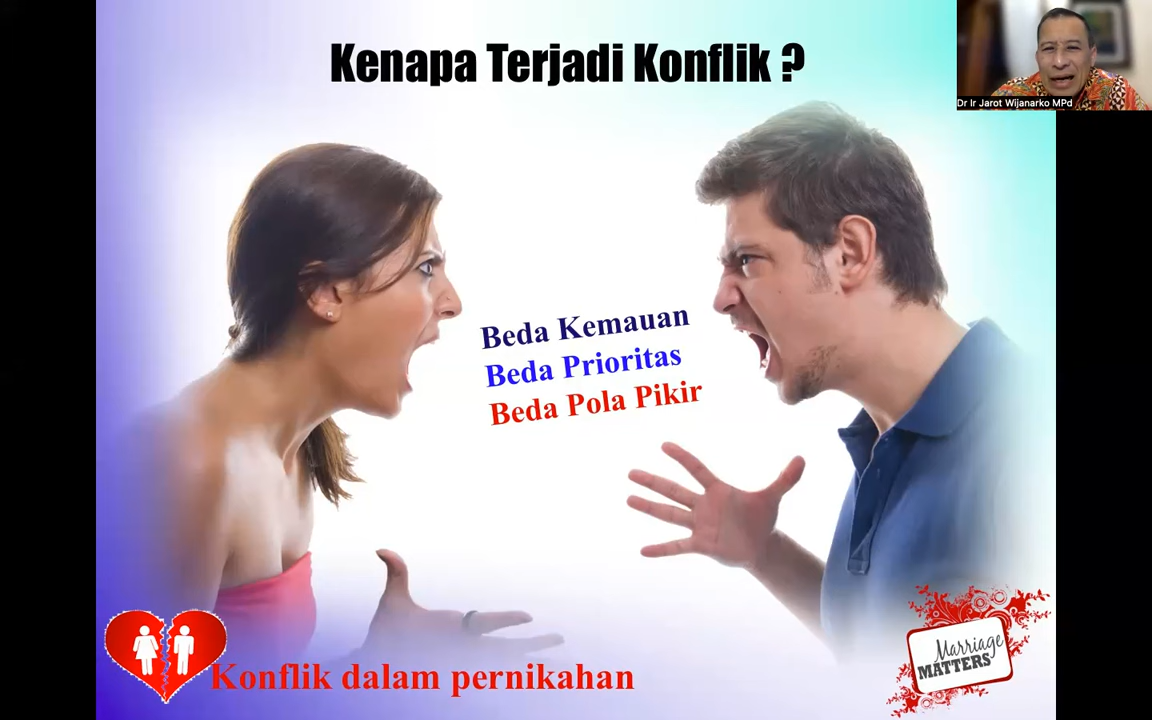 Kenapa Terjadi Konflik ?
Dr Ir Jarot Wijanarko MPd
Beda Kemauan
Beda Prioritas
Beda Pola Pikir
Konflik dalam pernikahan
Marriage
MATTERS